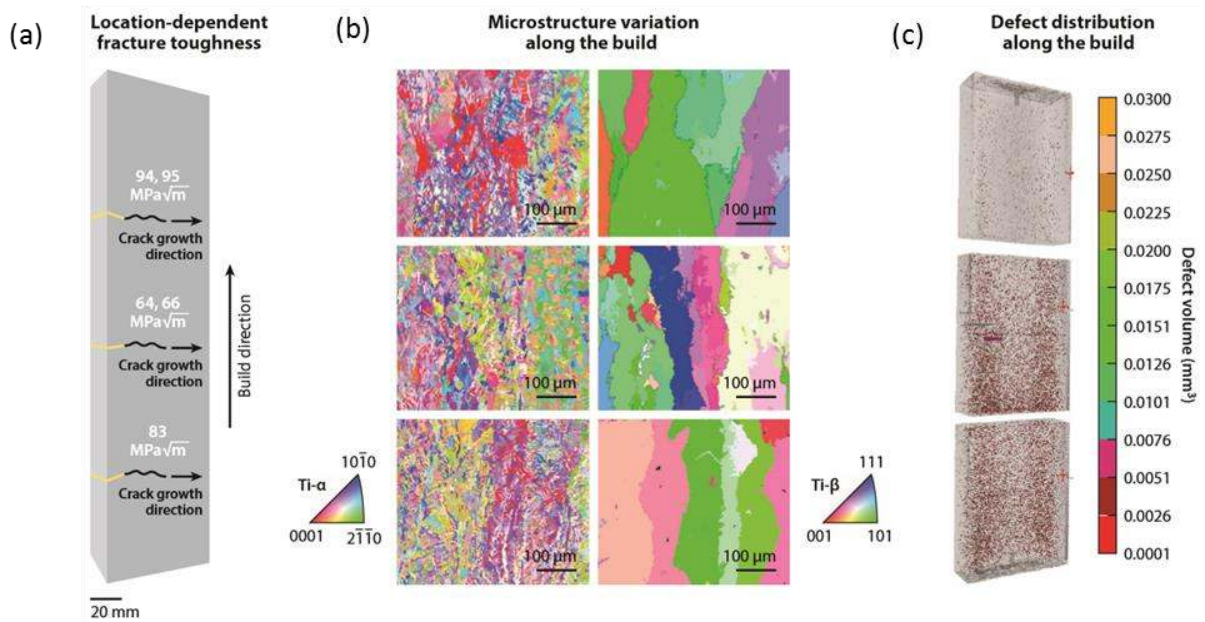 (a)
Location-dependent
fracture toughness
94, 95
MPa√m
Crack growth
direction
64, 66
MPa√m
Crack growth
direction
83
MPa√m
Crack growth
direction
Build direction
20 mm
(b)
Microstructure variation
along the build
100 µm
100 µm
100 µm
100 µm
100 µm
100 µm
Ti-α
101̄0
0001
21̄1̄0
Ti-β
111
001
101
(c)
Defect distribution
along the build
0.0300
0.0275
0.0250
0.0225
0.0200
0.0175
0.0151
0.0126
0.0101
0.0076
0.0051
0.0026
0.0001
Defect volume (mm³)